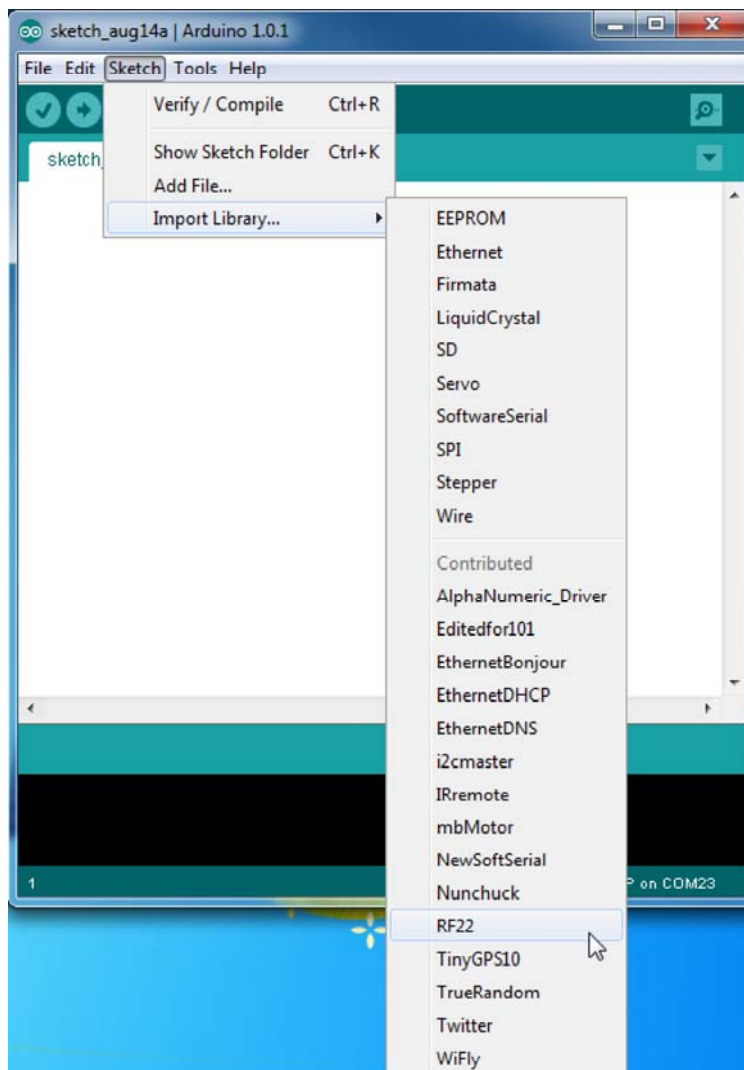 sketch_aug14a | Arduino 1.0.1
File Edit Sketch Tools Help
Verify / Compile Ctrl+R
sketch_
Show Sketch Folder Ctrl+K
Add File...
Import Library...
EEPROM
Ethernet
Firmata
LiquidCrystal
SD
Servo
SoftwareSerial
SPI
Stepper
Wire
Contributed
AlphaNumeric_Driver
Editedfor101
EthernetBonjour
EthernetDHCP
EthernetDNS
i2cmaster
IRremote
mbMotor
NewSoftSerial
Nunchuck
1 P on COM23
RF22
TinyGPS10
TrueRandom
Twitter
WiFly